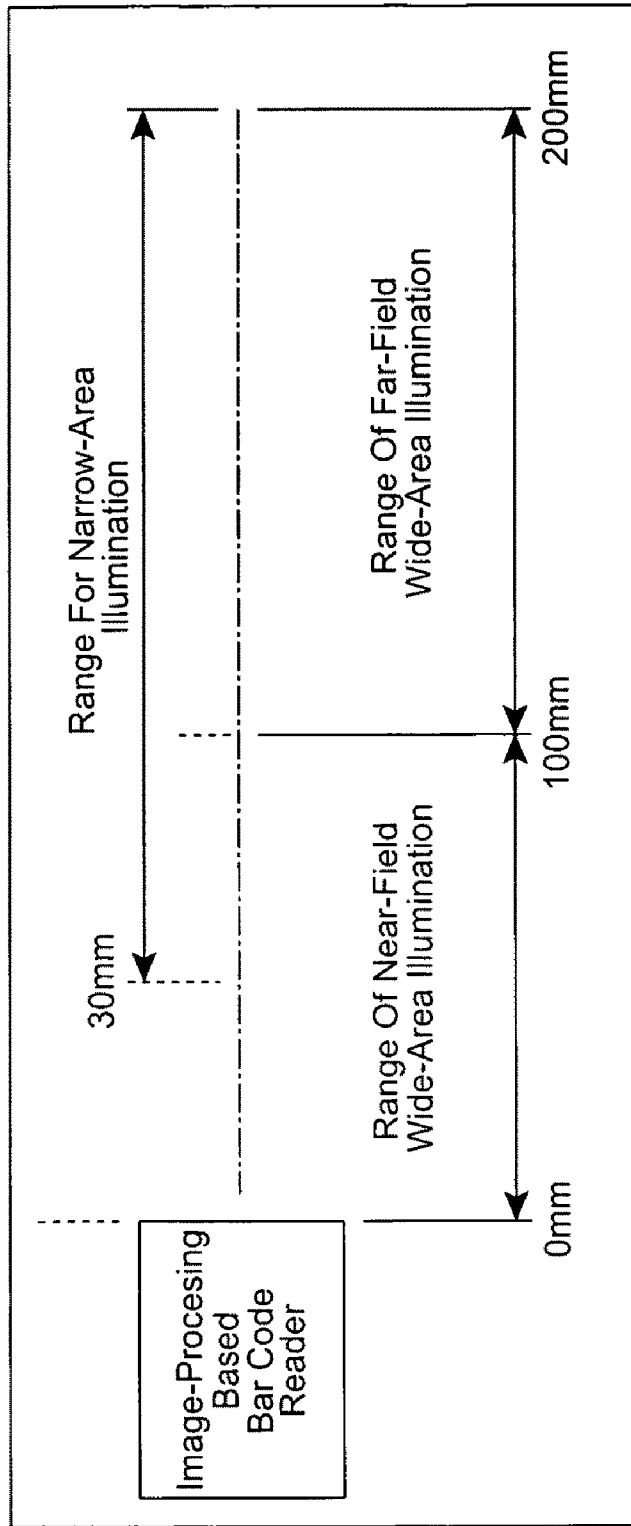 Image-Procesing
Based
Bar Code
Reader
30mm
Range For Narrow-Area
Illumination
Range Of Near-Field
Wide-Area Illumination
Range Of Far-Field
Wide-Area Illumination
0mm
100mm
200mm